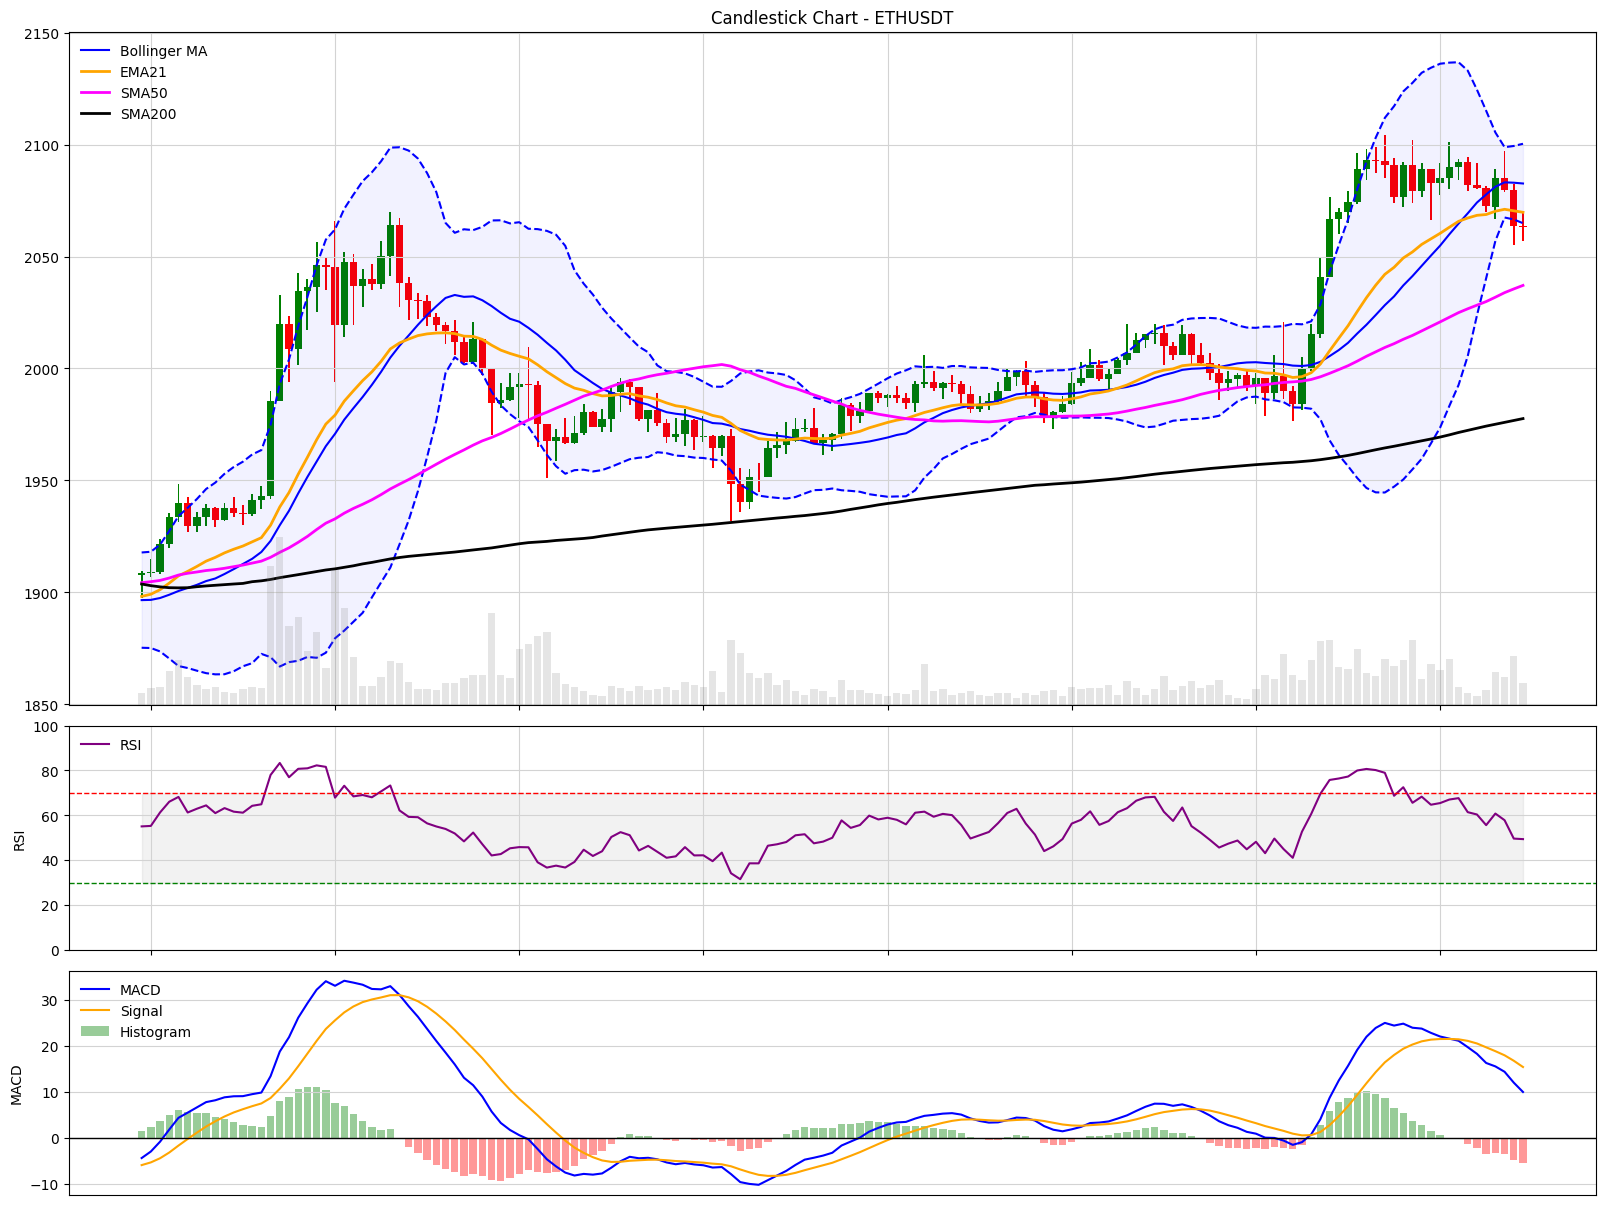 Candlestick Chart - ETHUSDT
2150
2100
2050
2000
1950
1900
1850
Bollinger MA
EMA21
SMA50
SMA200
100
80
60
40
20
0
RSI
RSI
30
20
10
0
−10
MACD
MACD
Signal
Histogram